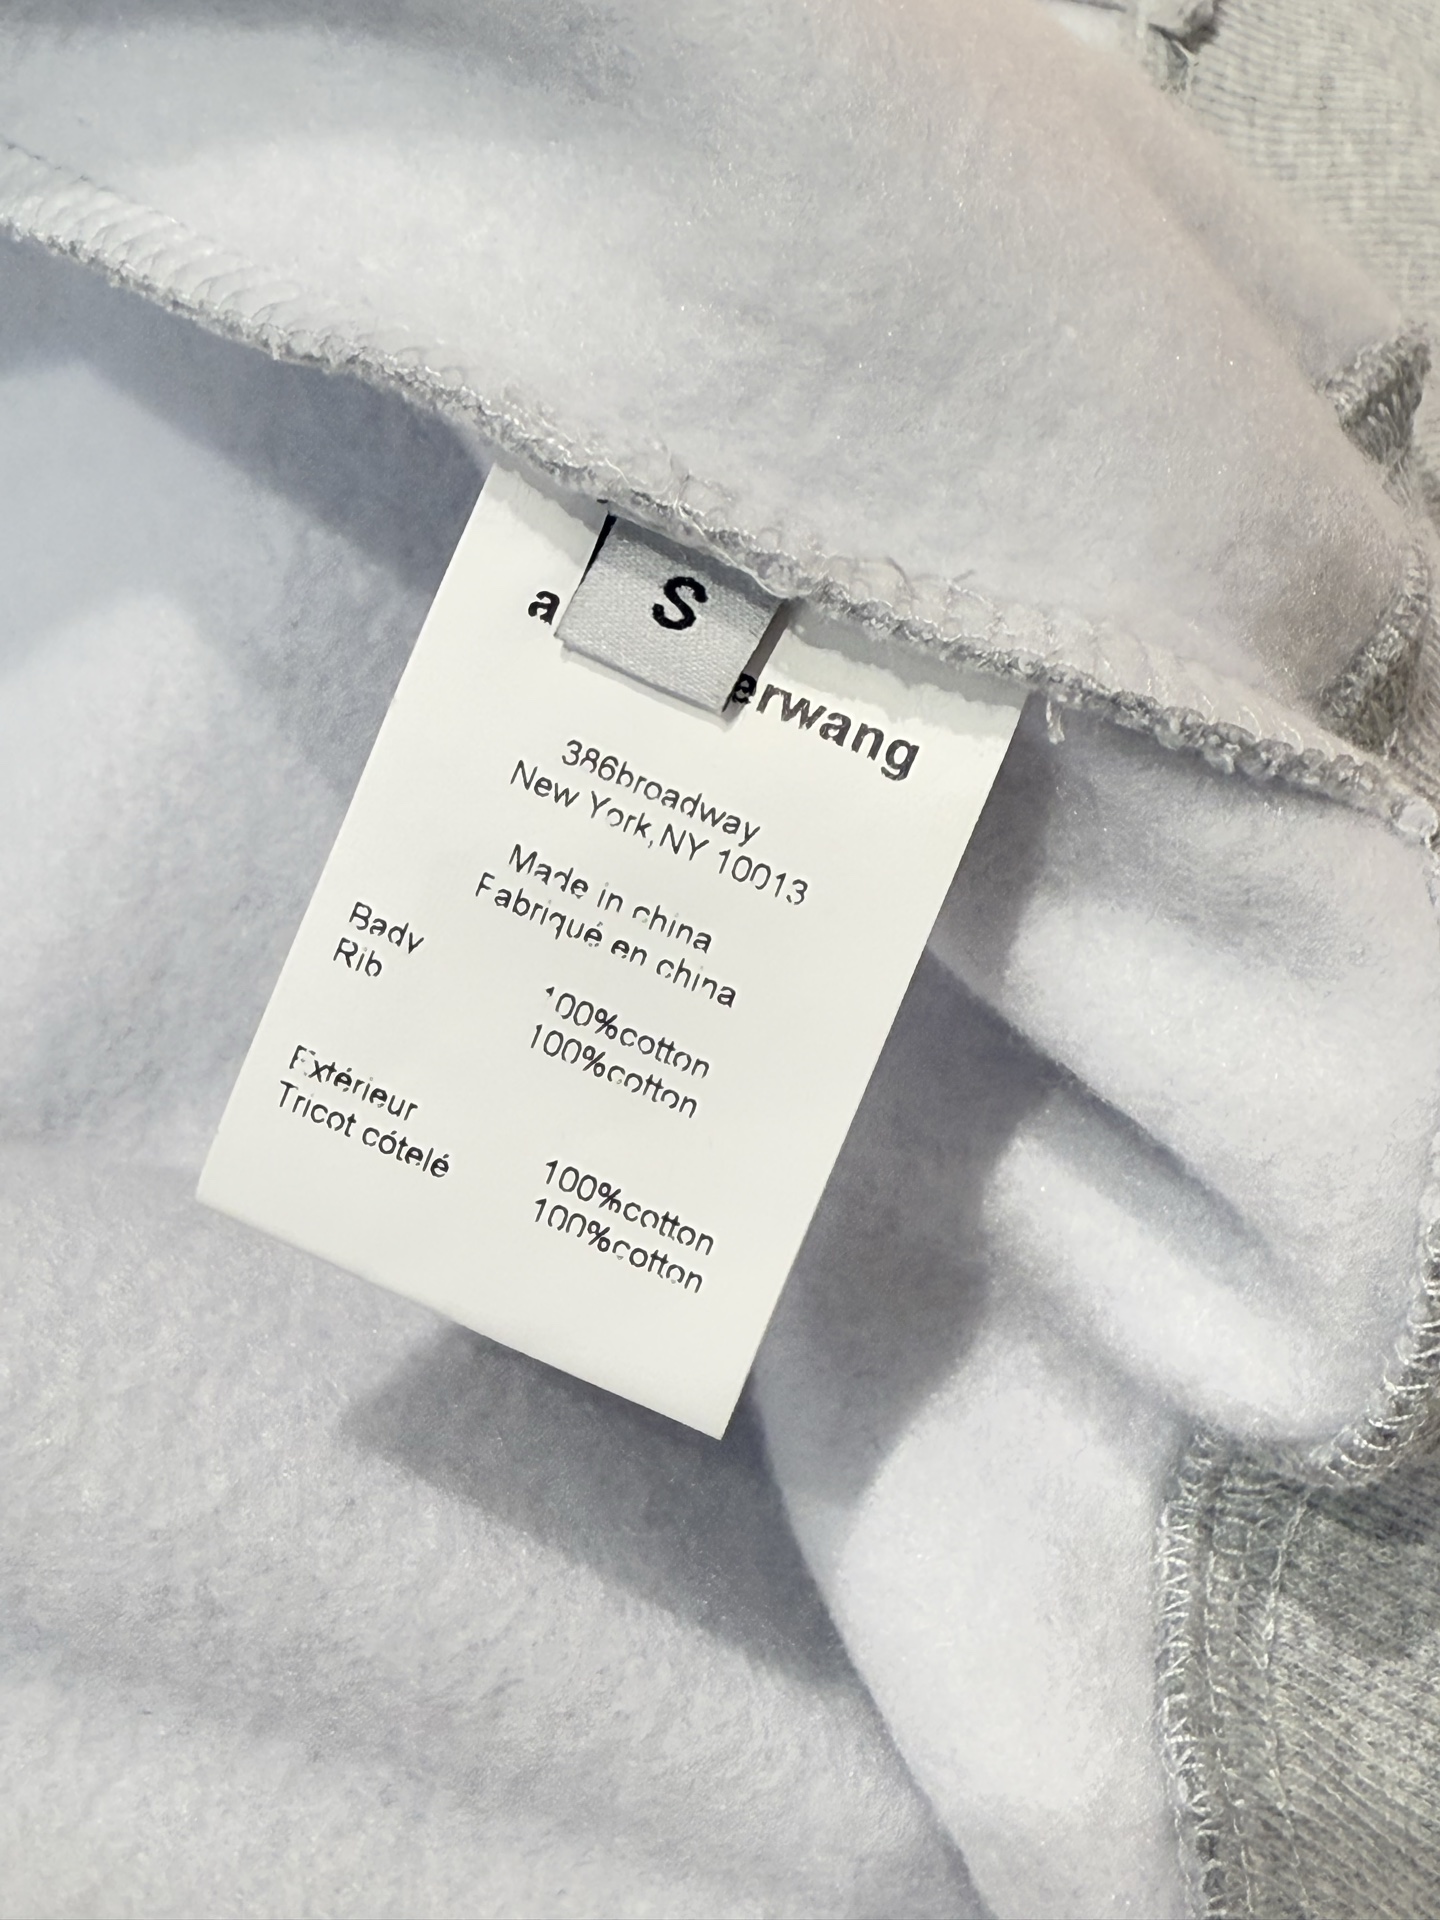 S
a erwang
386broadway
New York,NY 10013
Made in china
Fabriqué en china
Bady
Rib
100%cotton
100%cotton
Extérieur
Tricot cótelé
100%cotton
100%cotton